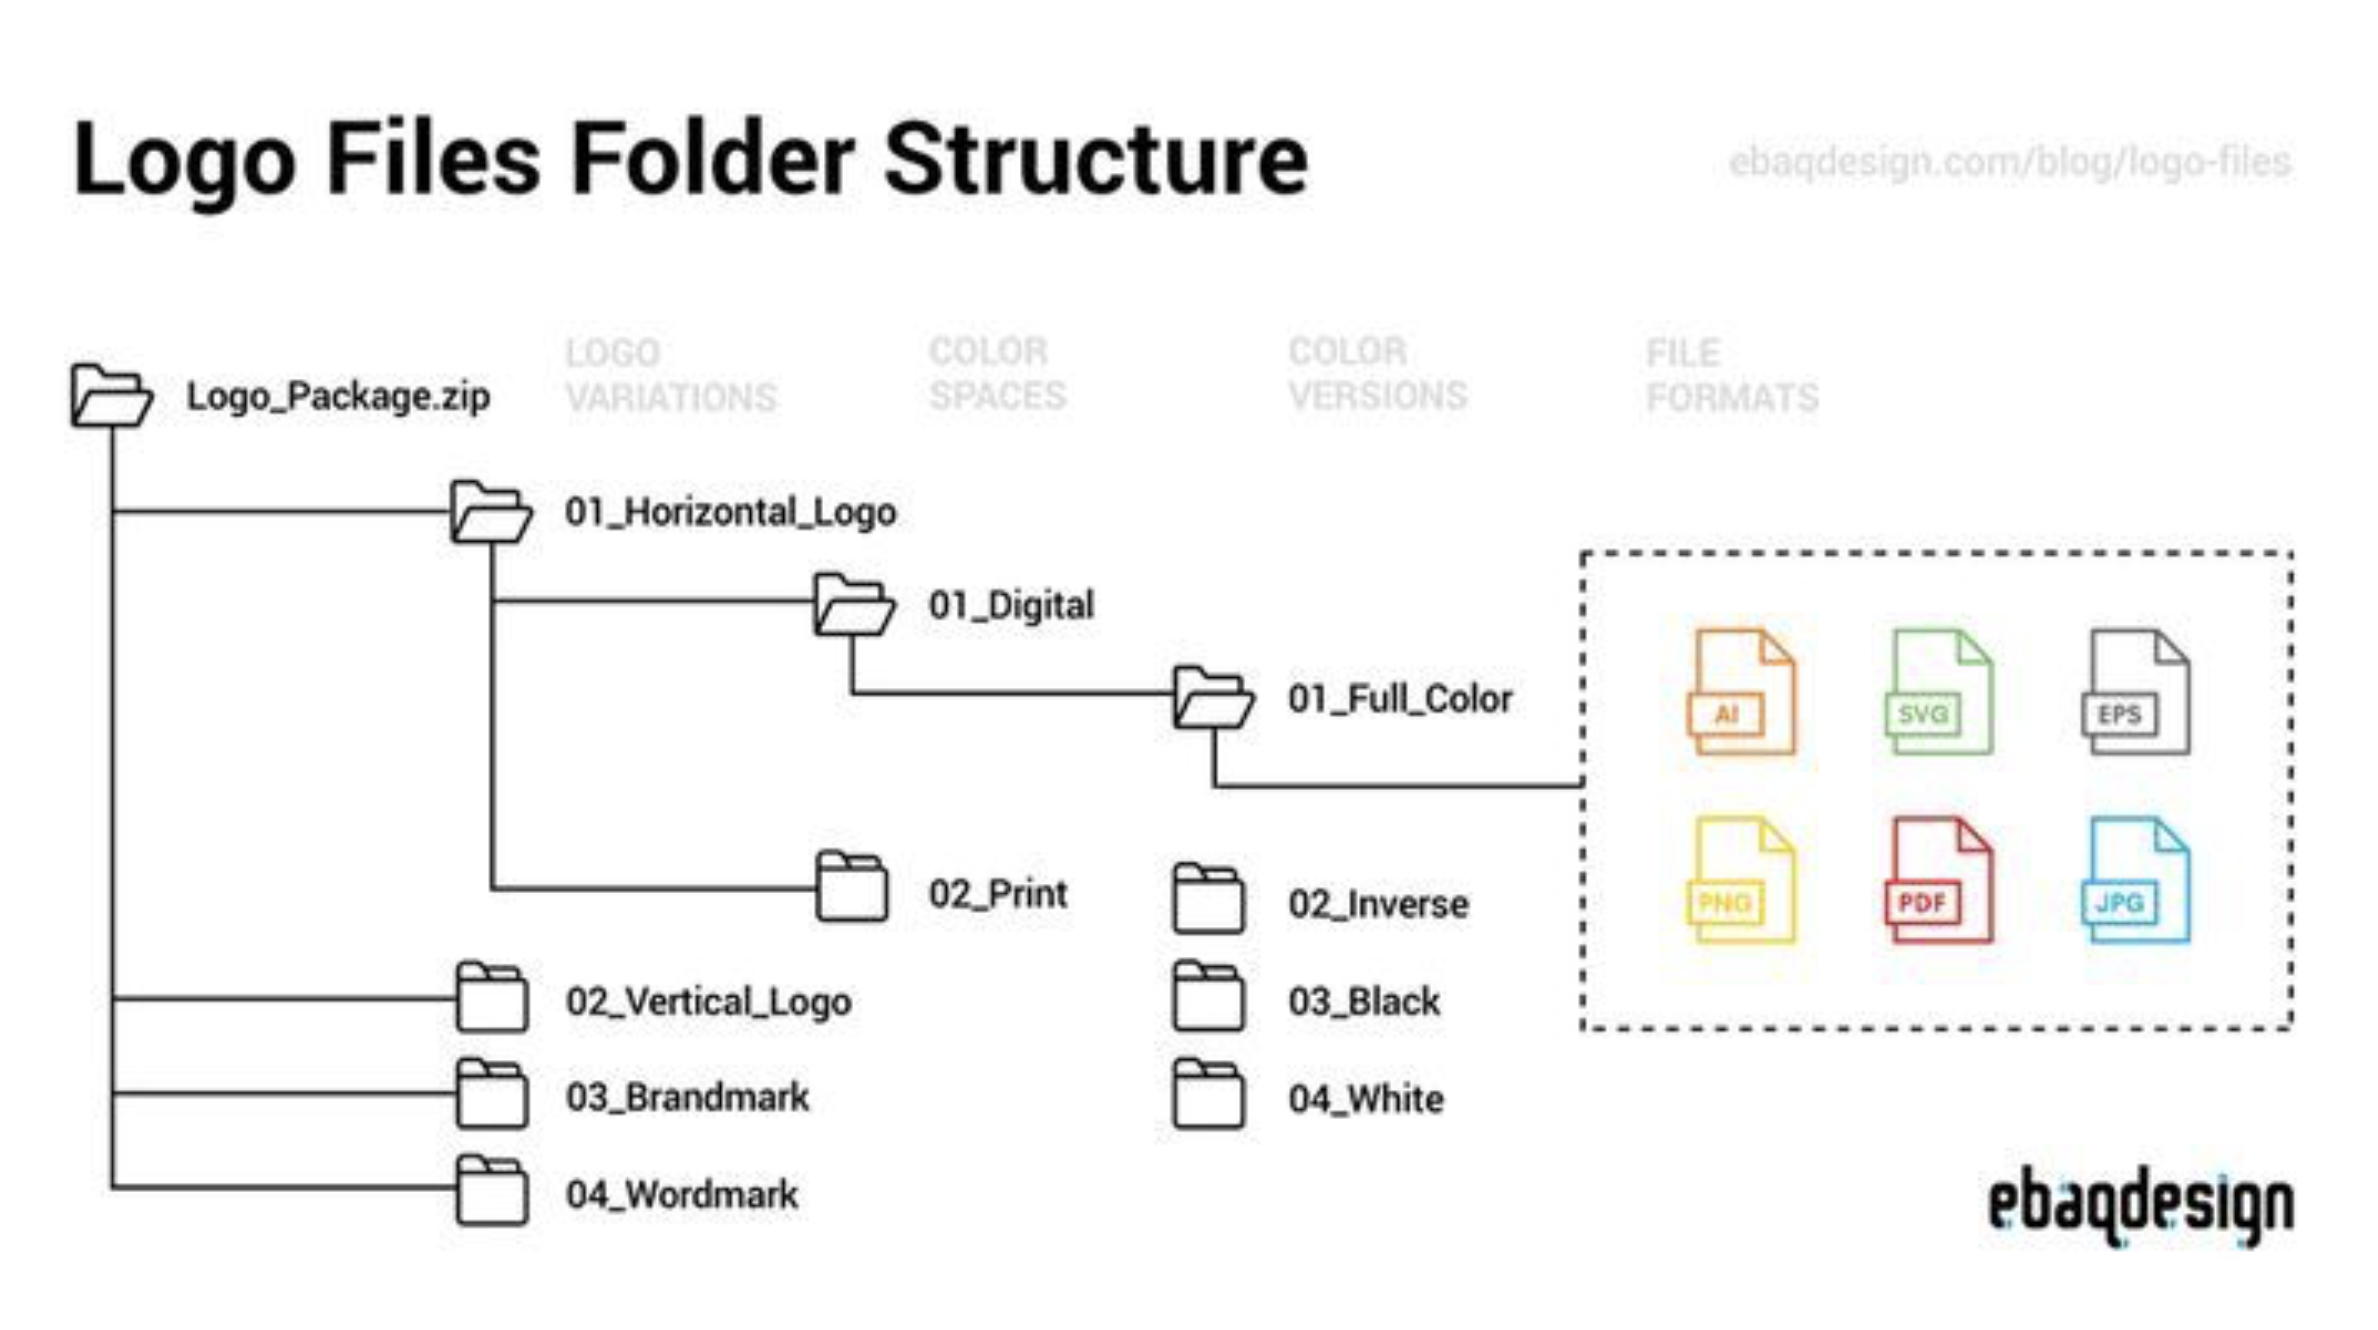 Logo Files Folder Structure
ebaqdesign.com/blog/logo-files
Logo_Package.zip
LOGO
VARIATIONS
COLOR
SPACES
COLOR
VERSIONS
FILE
FORMATS
01_Horizontal_Logo
01_Digital
01_Full_Color
AI
SVG
EPS
PNG
PDF
JPG
02_Print
02_Inverse
02_Vertical_Logo
03_Black
03_Brandmark
04_White
04_Wordmark
ebaqdesign